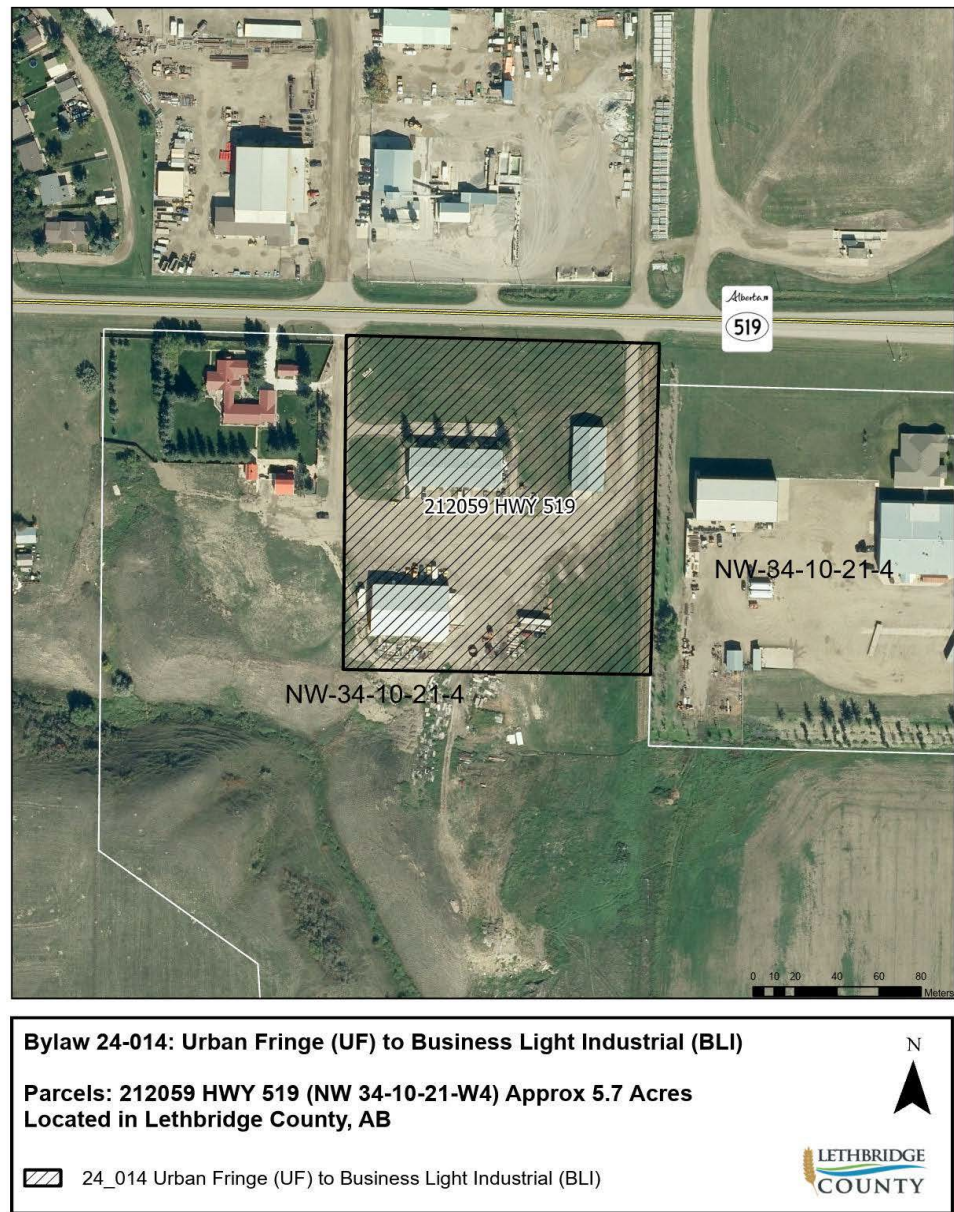 Alberta
519
212059 HWY 519
NW-34-10-21-4
NW-34-10-21-4
0 10 20 40 60 80
Meters
Bylaw 24-014: Urban Fringe (UF) to Business Light Industrial (BLI)
N
Parcels: 212059 HWY 519 (NW 34-10-21-W4) Approx 5.7 Acres
Located in Lethbridge County, AB
24_014 Urban Fringe (UF) to Business Light Industrial (BLI)
LETHBRIDGE
COUNTY